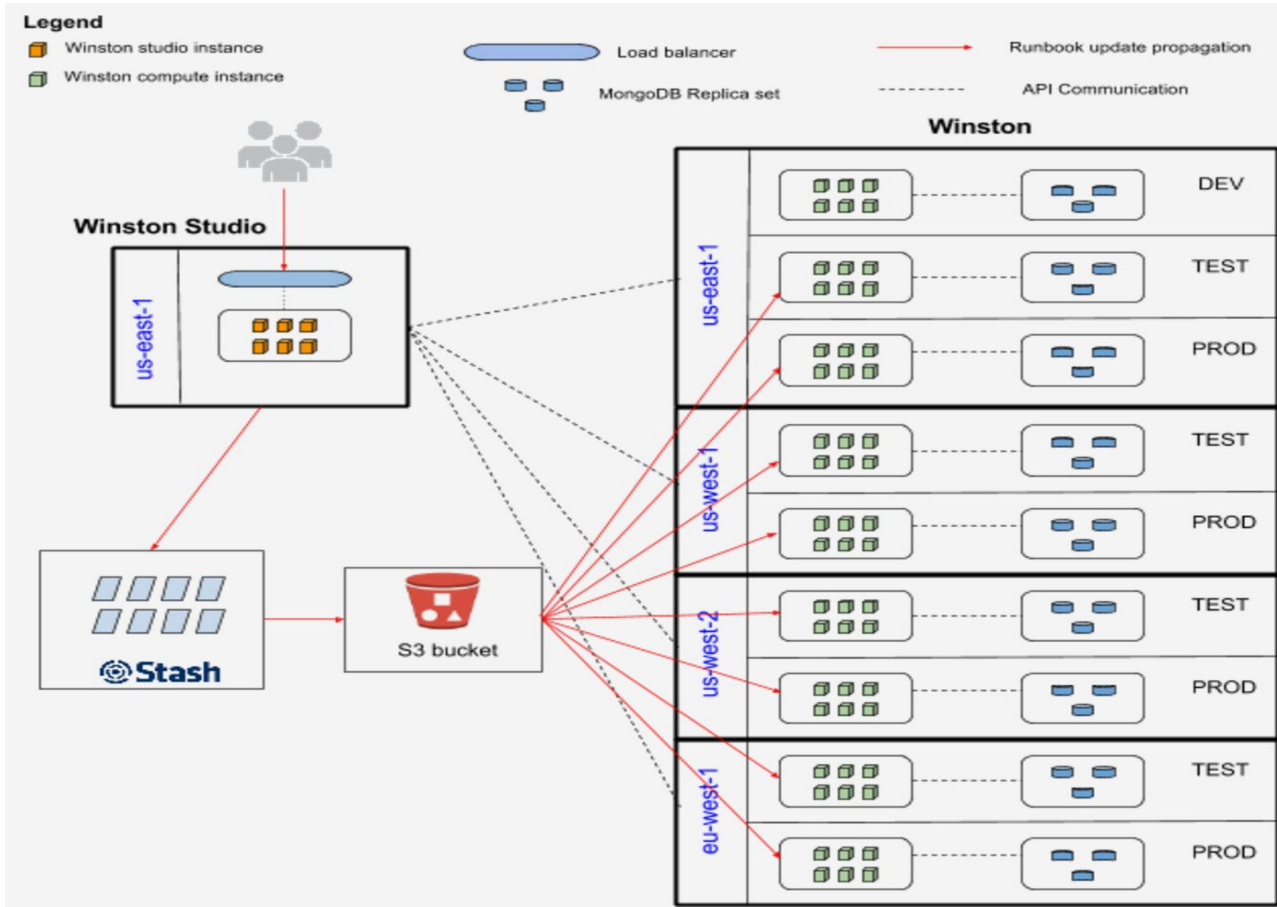 Legend
Winston studio instance
Winston compute instance
Load balancer
MongoDB Replica set
Runbook update propagation
API Communication
Winston Studio
us-east-1
Stash
S3 bucket
Winston
us-east-1
DEV
TEST
PROD
us-west-1
TEST
PROD
us-west-2
TEST
PROD
eu-west-1
TEST
PROD